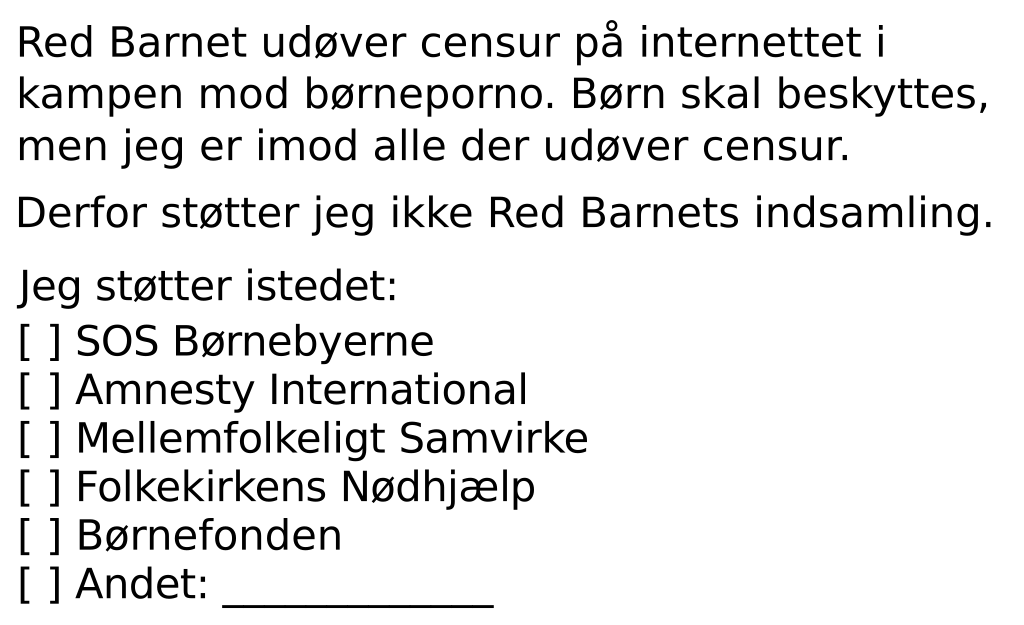 Red Barnet udøver censur på internettet i
kampen mod børneporno. Børn skal beskyttes,
men jeg er imod alle der udøver censur.
Derfor støtter jeg ikke Red Barnets indsamling.
Jeg støtter istedet:
[ ] SOS Børnebyerne
[ ] Amnesty International
[ ] Mellemfolkeligt Samvirke
[ ] Folkekirkens Nødhjælp
[ ] Børnefonden
[ ] Andet: _____________